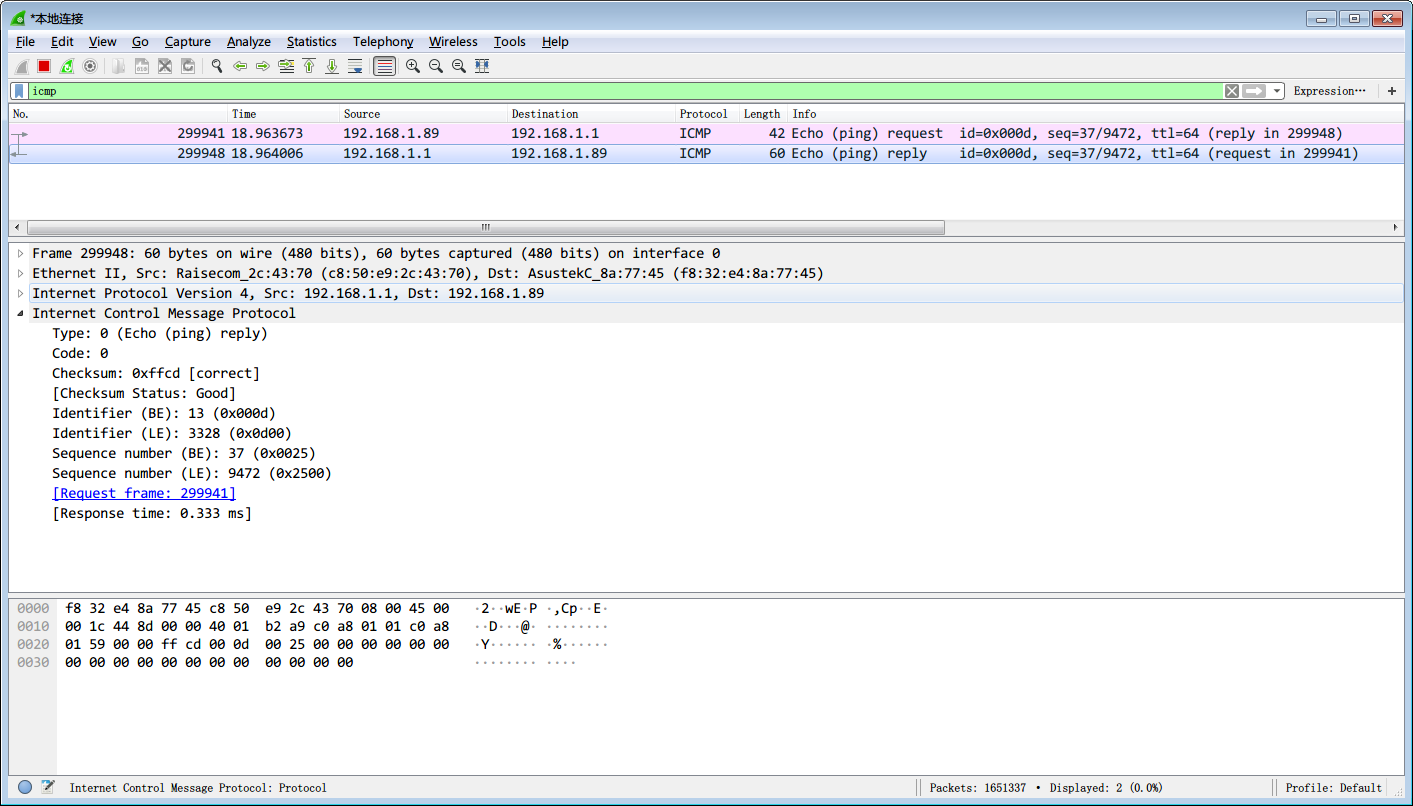 *本地连接
File Edit View Go Capture Analyze Statistics Telephony Wireless Tools Help
icmp Expression… +
No. Time Source Destination Protocol Length Info
299941 18.963673 192.168.1.89 192.168.1.1 ICMP 42 Echo (ping) request id=0x000d, seq=37/9472, ttl=64 (reply in 299948)
299948 18.964006 192.168.1.1 192.168.1.89 ICMP 60 Echo (ping) reply id=0x000d, seq=37/9472, ttl=64 (request in 299941)
Frame 299948: 60 bytes on wire (480 bits), 60 bytes captured (480 bits) on interface 0
Ethernet II, Src: Raisecom_2c:43:70 (c8:50:e9:2c:43:70), Dst: AsustekC_8a:77:45 (f8:32:e4:8a:77:45)
Internet Protocol Version 4, Src: 192.168.1.1, Dst: 192.168.1.89
Internet Control Message Protocol
Type: 0 (Echo (ping) reply)
Code: 0
Checksum: 0xffcd [correct]
[Checksum Status: Good]
Identifier (BE): 13 (0x000d)
Identifier (LE): 3328 (0x0d00)
Sequence number (BE): 37 (0x0025)
Sequence number (LE): 9472 (0x2500)
[Request frame: 299941]
[Response time: 0.333 ms]
0000 f8 32 e4 8a 77 45 c8 50 e9 2c 43 70 08 00 45 00 ·2··wE·P ·,Cp··E·
0010 00 1c 44 8d 00 00 40 01 b2 a9 c0 a8 01 01 c0 a8 ··D···@· ········
0020 01 59 00 00 ff cd 00 0d 00 25 00 00 00 00 00 00 ·Y······ ·%······
0030 00 00 00 00 00 00 00 00 00 00 00 00 ········ ····
Internet Control Message Protocol: Protocol Packets: 1651337 · Displayed: 2 (0.0%) Profile: Default